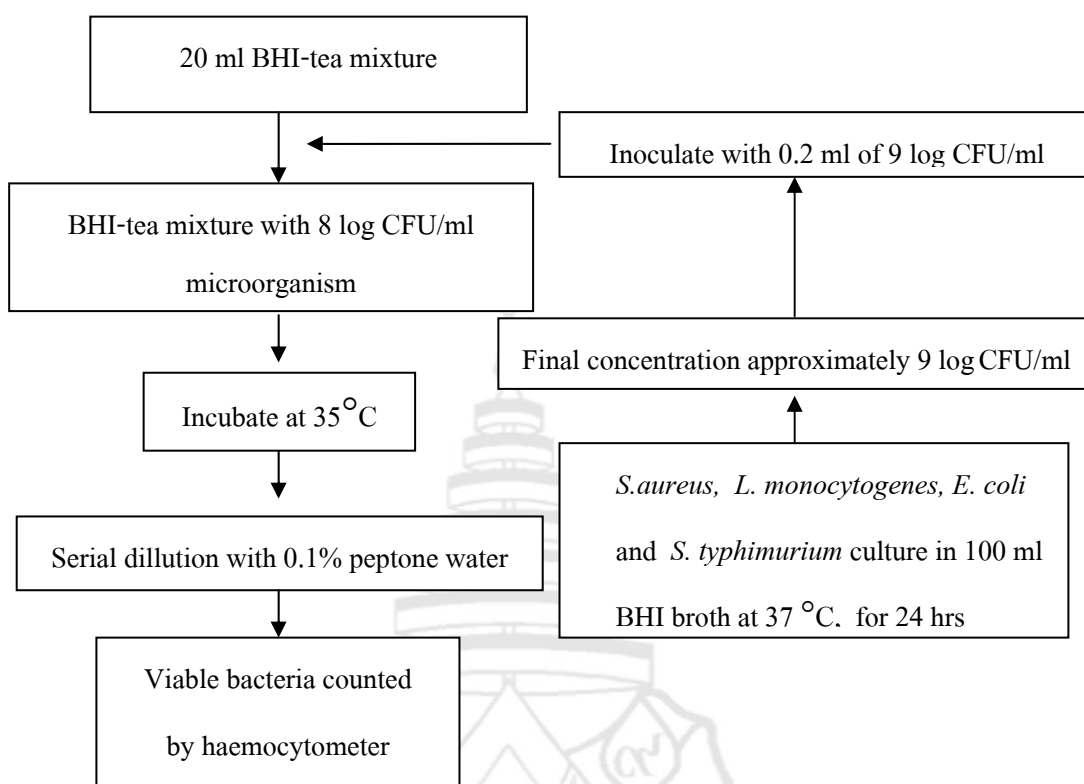 20 ml BHI-tea mixture
Inoculate with 0.2 ml of 9 log CFU/ml
BHI-tea mixture with 8 log CFU/ml
microorganism
Final concentration approximately 9 log CFU/ml
Incubate at 35°C
S.aureus, L. monocytogenes, E. coli
and S. typhimurium culture in 100 ml
BHI broth at 37 °C, for 24 hrs
Serial dillution with 0.1% peptone water
Viable bacteria counted
by haemocytometer